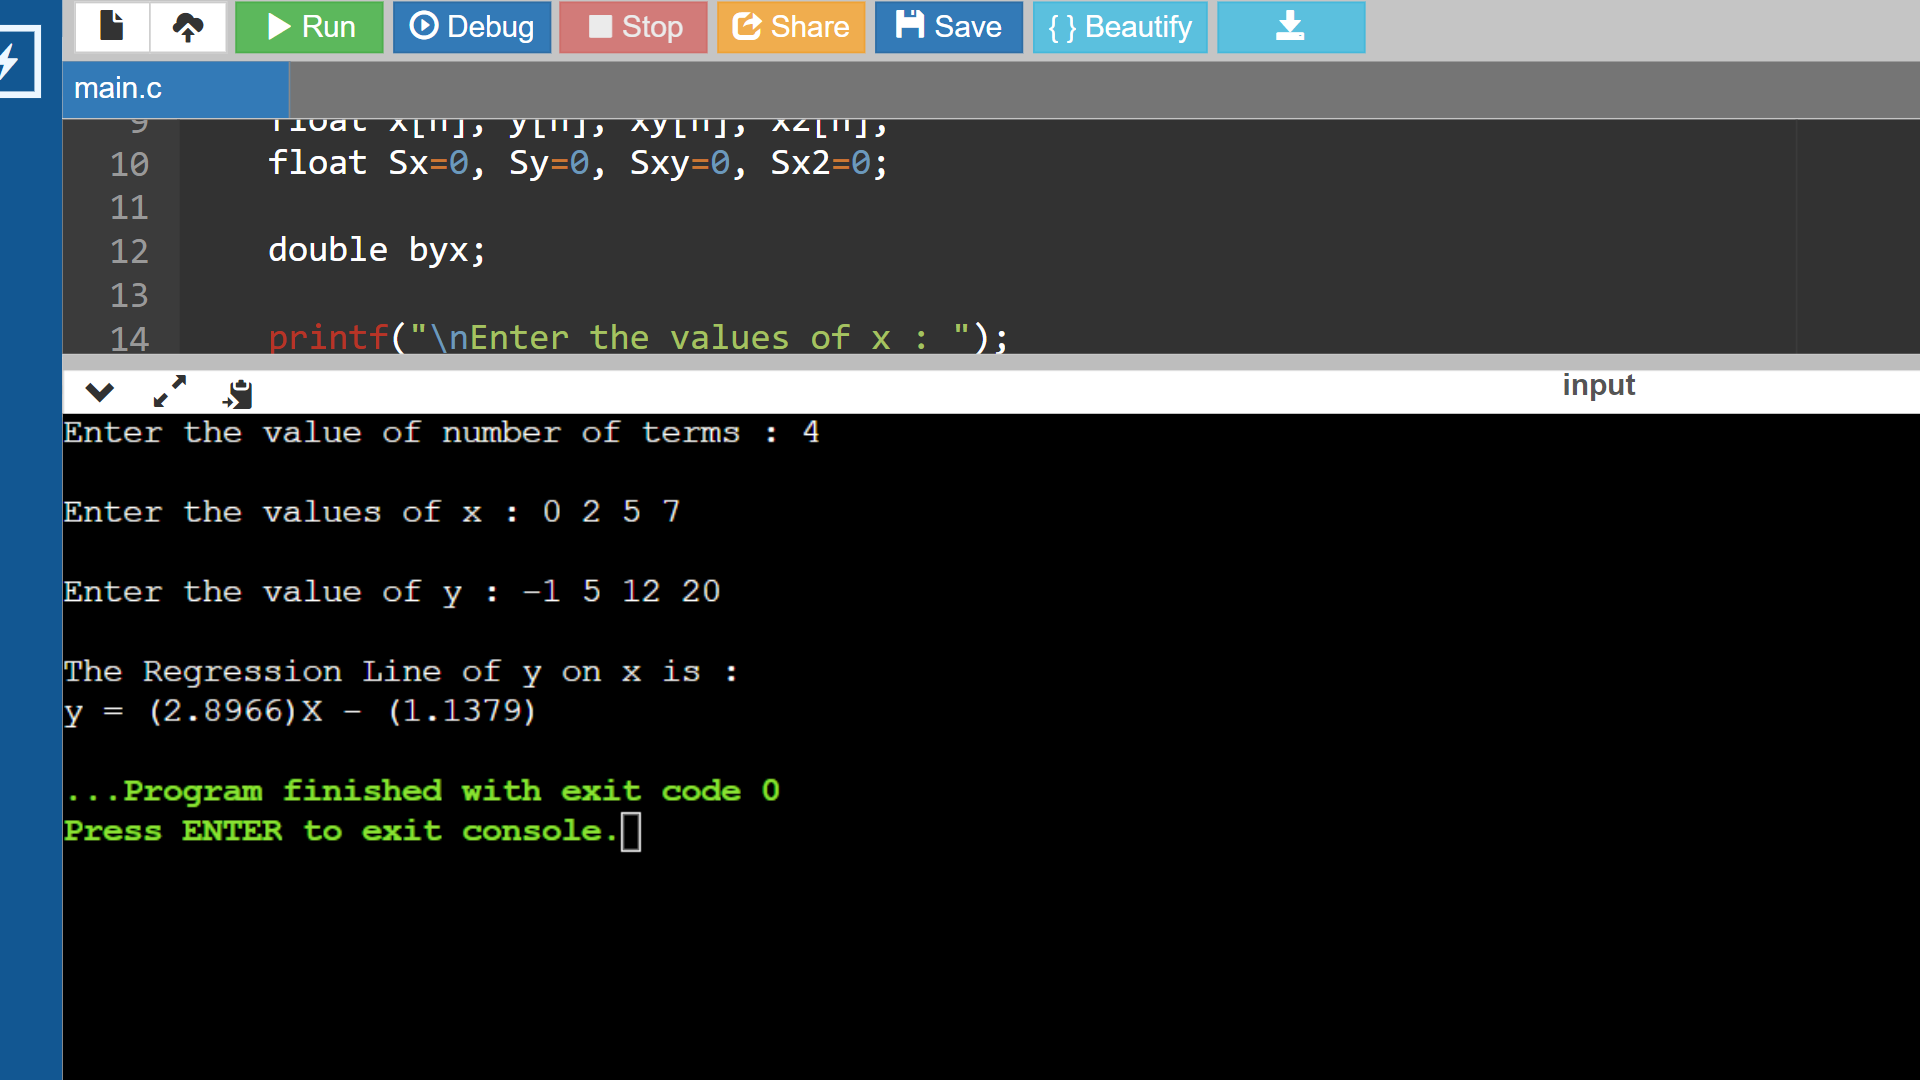 Run Debug Stop Share Save { } Beautify
main.c
9 float x[n], y[n], xy[n], x2[n];
10 float Sx=0, Sy=0, Sxy=0, Sx2=0;
11
12 double byx;
13
14 printf("\nEnter the values of x : ");
input
Enter the value of number of terms : 4
Enter the values of x : 0 2 5 7
Enter the value of y : -1 5 12 20
The Regression Line of y on x is :
y = (2.8966)X - (1.1379)
...Program finished with exit code 0
Press ENTER to exit console.